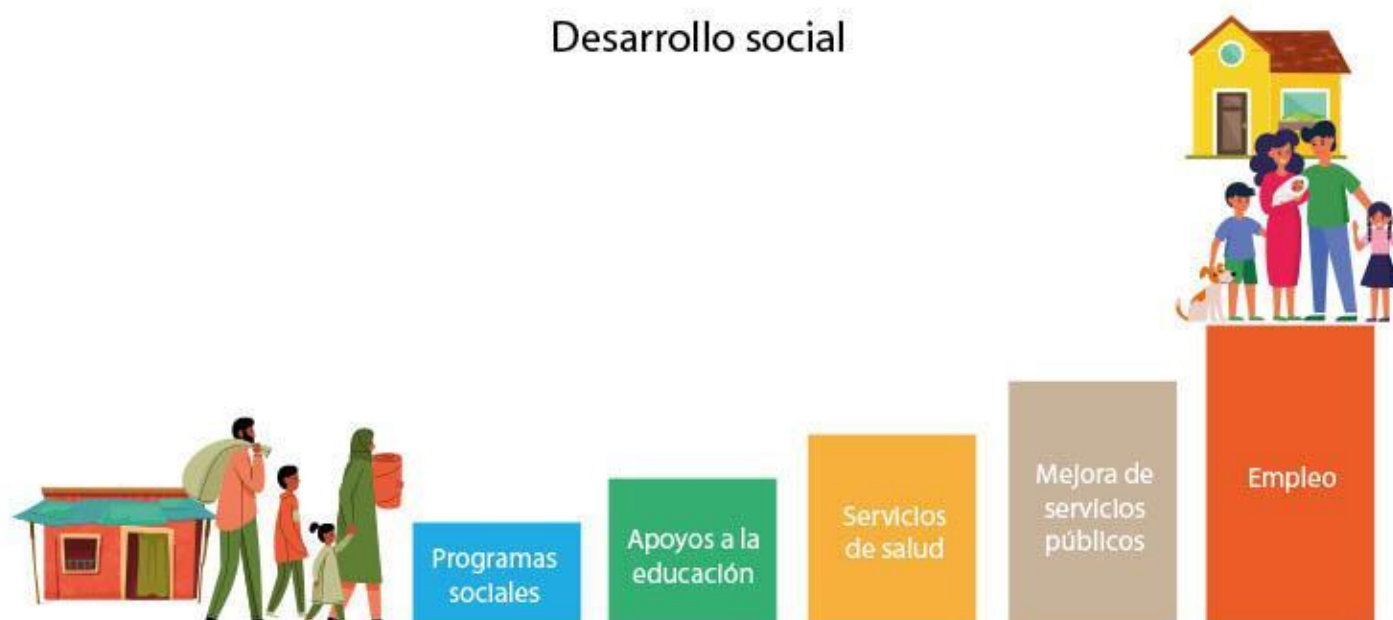 Desarrollo social
Programas
sociales
Apoyos a la
educación
Servicios
de salud
Mejora de
servicios
públicos
Empleo